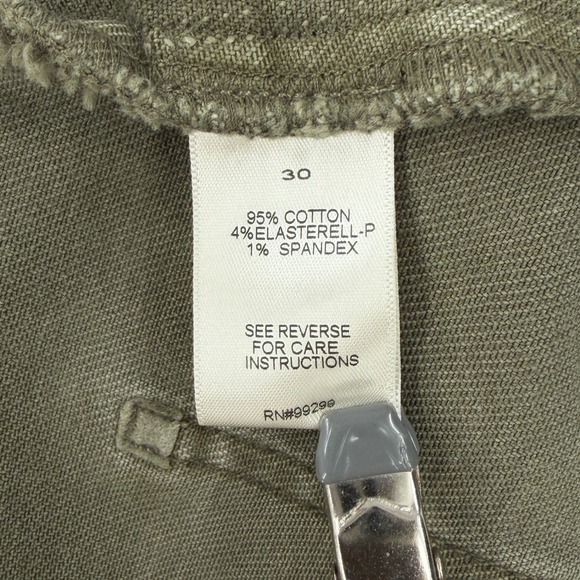 30
95% COTTON
4%ELASTERELL-P
1% SPANDEX
SEE REVERSE
FOR CARE
INSTRUCTIONS
RN#99299